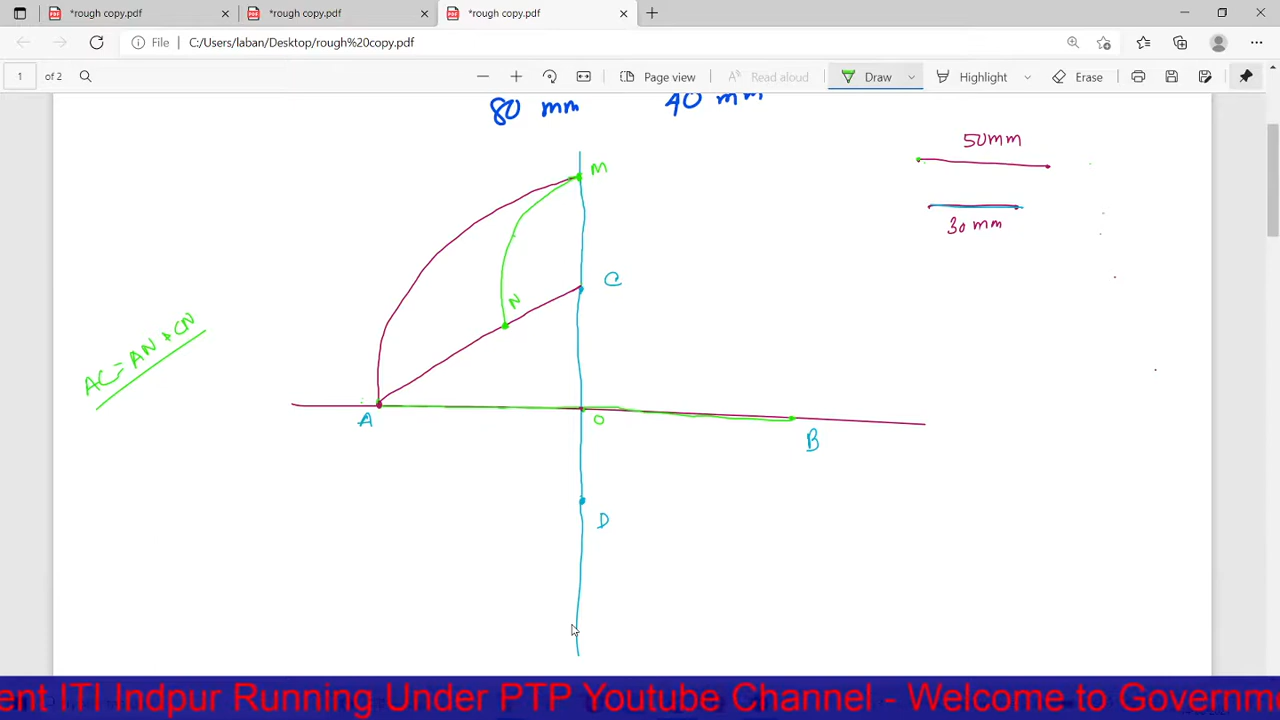 *rough copy.pdf
*rough copy.pdf
*rough copy.pdf
File
C:/Users/laban/Desktop/rough%20copy.pdf
1 of 2
Page view
Read aloud
Draw
Highlight
Erase
80 mm 40 mm
50mm
30 mm
M
C
N
AC=AN+CN
A
O
B
D
ent ITI Indpur Running Under PTP Youtube Channel - Welcome to Governme